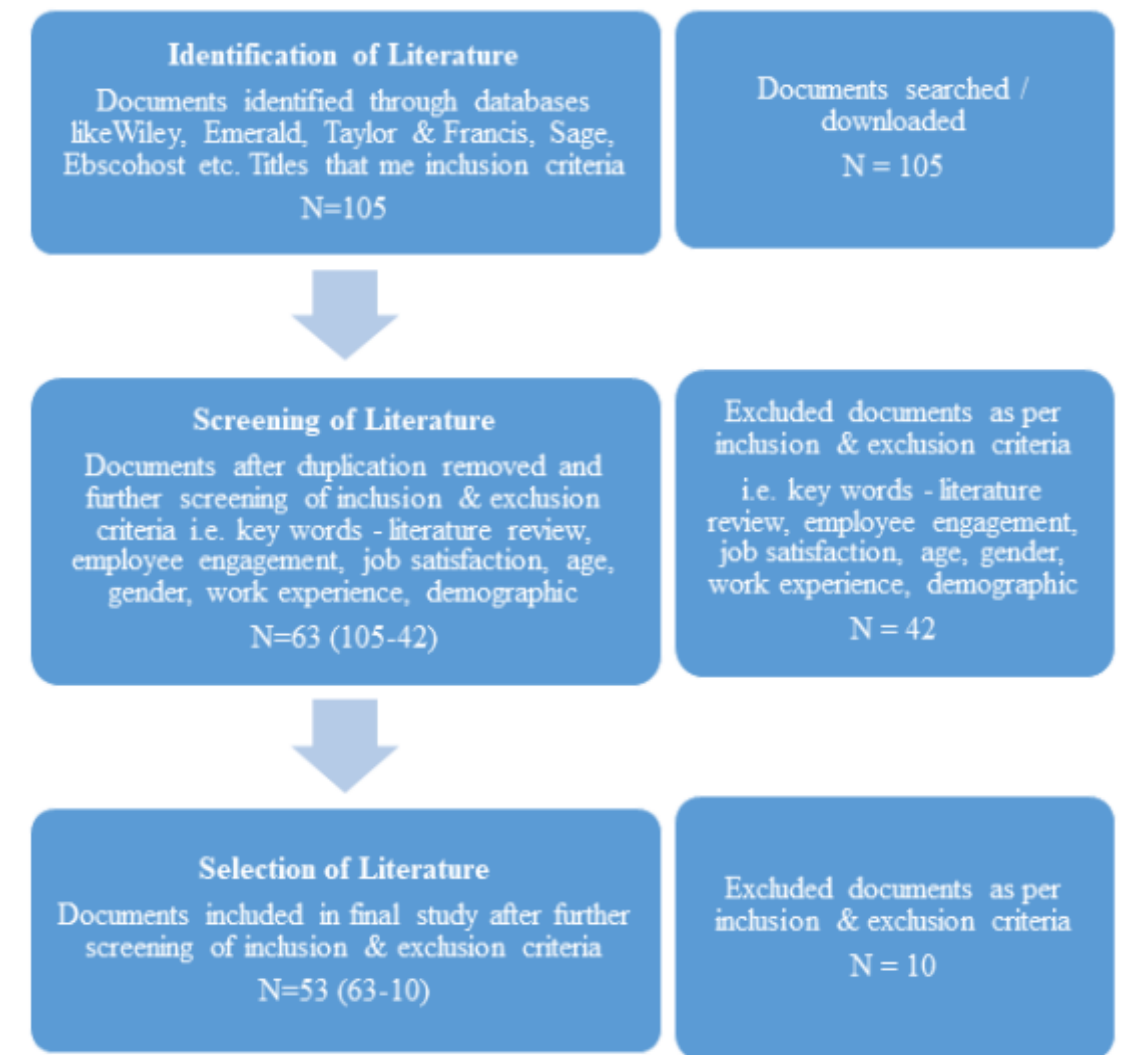 Identification of Literature
Documents identified through databases
likeWiley, Emerald, Taylor & Francis, Sage,
Ebscohost etc. Titles that me inclusion criteria
N=105
Documents searched /
downloaded
N = 105
Screening of Literature
Documents after duplication removed and
further screening of inclusion & exclusion
criteria i.e. key words - literature review,
employee engagement, job satisfaction, age,
gender, work experience, demographic
N=63 (105-42)
Excluded documents as per
inclusion & exclusion criteria
i.e. key words - literature
review, employee engagement,
job satisfaction, age, gender,
work experience, demographic
N = 42
Selection of Literature
Documents included in final study after further
screening of inclusion & exclusion criteria
N=53 (63-10)
Excluded documents as per
inclusion & exclusion criteria
N = 10